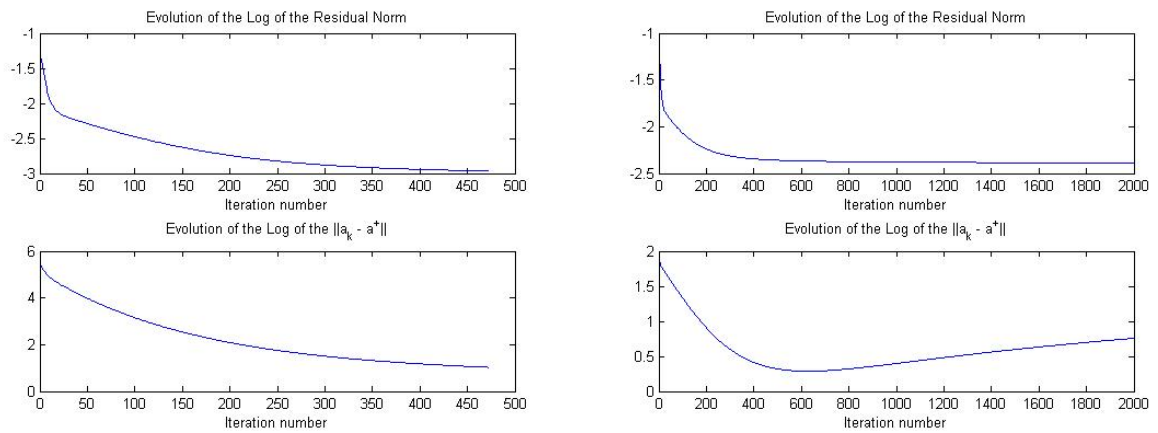 Evolution of the Log of the Residual Norm
-1
-1.5
-2
-2.5
-3
0 50 100 150 200 250 300 350 400 450 500
Iteration number
Evolution of the Log of the ||a_k - a^+||
6
4
2
0
0 50 100 150 200 250 300 350 400 450 500
Iteration number
Evolution of the Log of the Residual Norm
-1
-1.5
-2
-2.5
0 200 400 600 800 1000 1200 1400 1600 1800 2000
Iteration number
Evolution of the Log of the ||a_k - a^+||
2
1.5
1
0.5
0
0 200 400 600 800 1000 1200 1400 1600 1800 2000
Iteration number